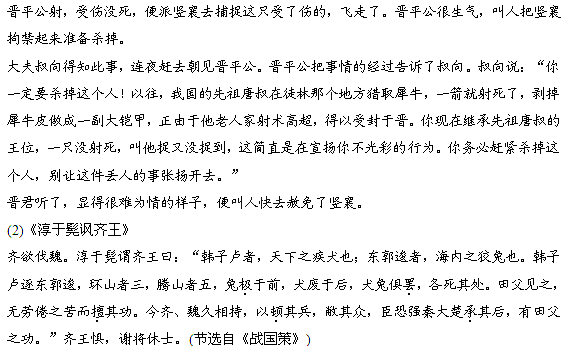 晋平公射，受伤没死，便派竖襄去捕捉这只受了伤的，飞走了。晋平公很生气，叫人把竖襄
拘禁起来准备杀掉。
大夫叔向得知此事，连夜赶去朝见晋平公。晋平公把事情的经过告诉了叔向。叔向说：“你
一定要杀掉这个人！以往，我国的先祖唐叔在徒林那个地方猎取犀牛，一箭就射死了，剥掉
犀牛皮做成一副大铠甲，正由于他老人家射术高超，得以受封于晋。你现在继承先祖唐叔的
王位，一只没射死，叫他捉又没捉到，这简直是在宣扬你不光彩的行为。你务必赶紧杀掉这
个人，别让这件丢人的事张扬开去。”
晋君听了，显得很难为情的样子，便叫人快去赦免了竖襄。
(2)《淳于髡讽齐王》
齐欲伐魏。淳于髡谓齐王曰：“韩子卢者，天下之疾犬也；东郭逡者，海内之狡兔也。韩子
卢逐东郭逡，环山者三，腾山者五，兔极于前，犬废于后，犬兔俱罢，各死其处。田父见之，
无劳倦之苦而擅其功。今齐、魏久相持，以顿其兵，敝其众，臣恐强秦大楚承其后，有田父
之功。”齐王惧，谢将休士。(节选自《战国策》)